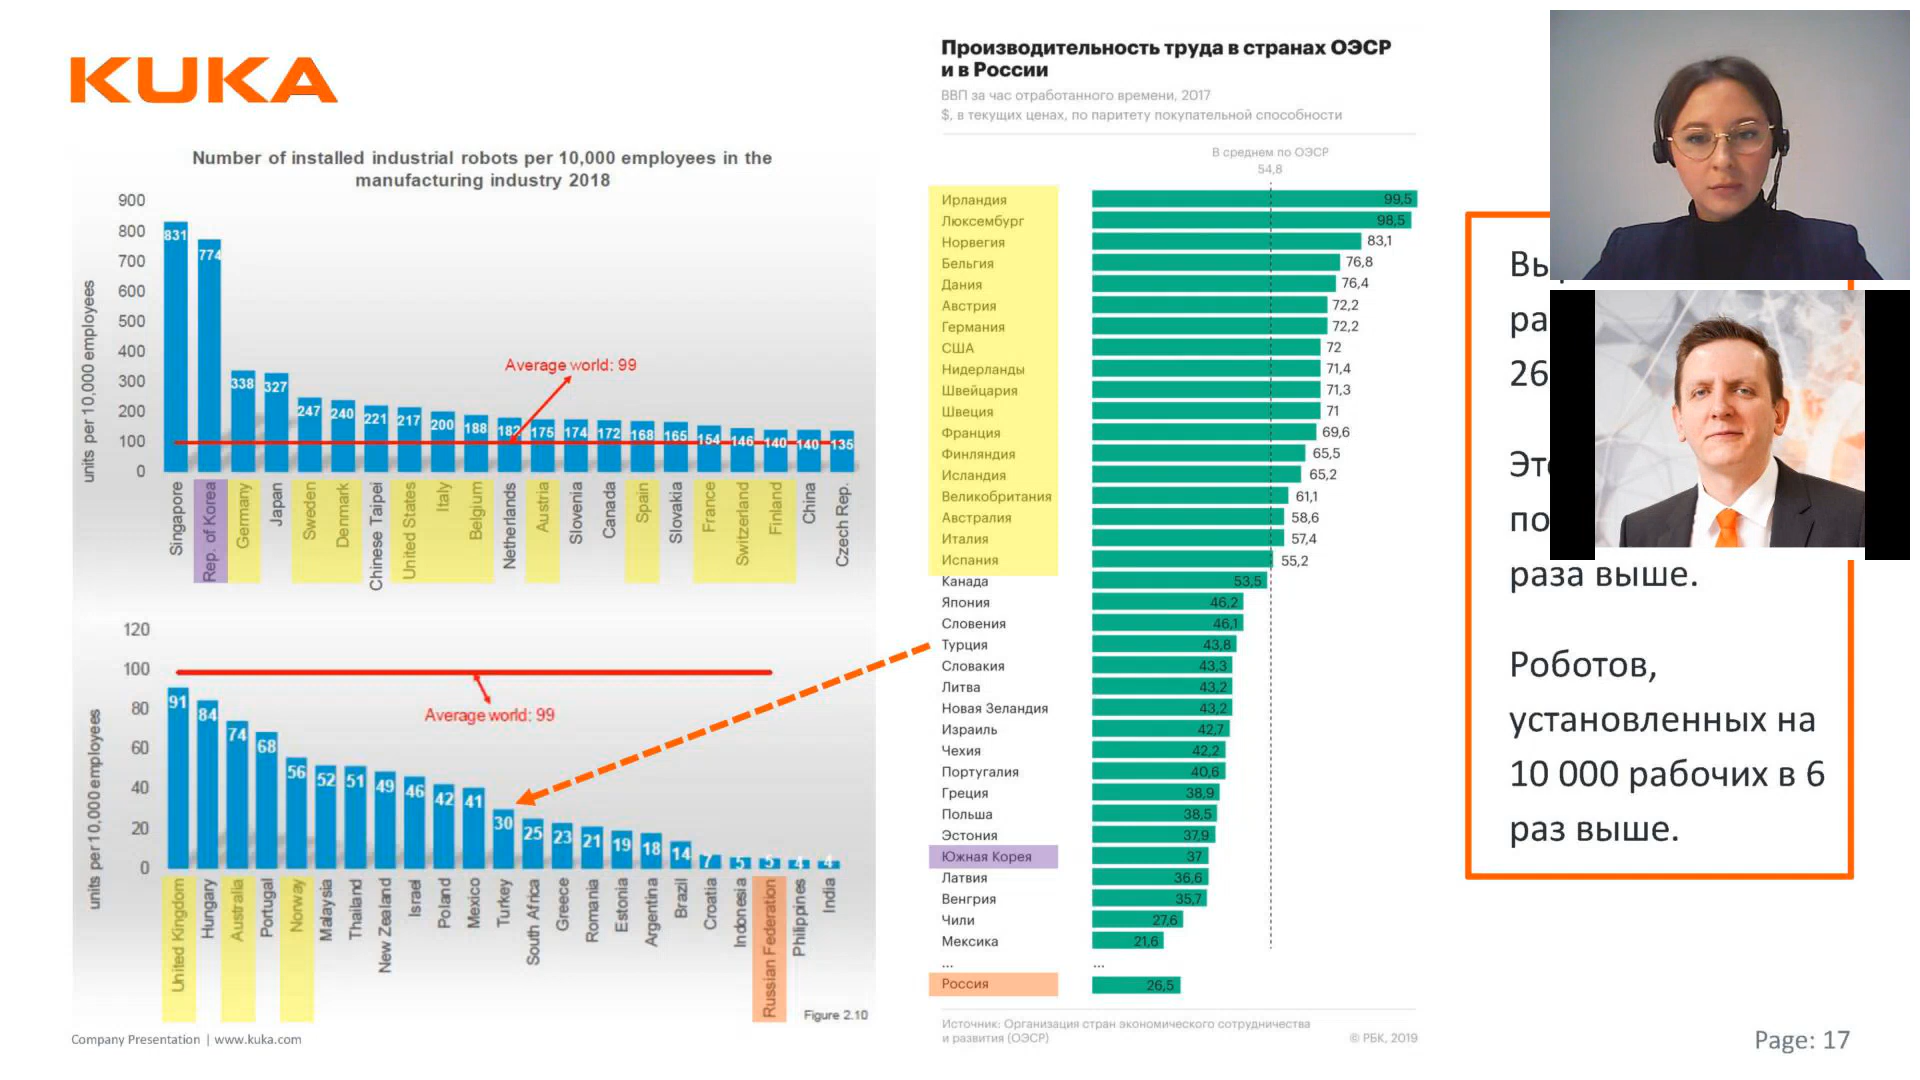 KUKA
Number of installed industrial robots per 10,000 employees in the
manufacturing industry 2018
units per 10,000 employees
900
800
700
600
500
400
300
200
100
0
831
774
338
327
247
240
221
217
200
188
182
175
174
172
168
165
154
146
140
140
135
Average world: 99
Singapore
Rep. of Korea
Germany
Japan
Sweden
Denmark
Chinese Taipei
United States
Italy
Belgium
Netherlands
Austria
Slovenia
Canada
Spain
Slovakia
France
Switzerland
Finland
China
Czech Rep.
units per 10,000 employees
120
100
80
60
40
20
0
Average world: 99
91
84
74
68
56
52
51
49
46
42
41
30
25
23
21
19
18
14
7
5
5
4
4
United Kingdom
Hungary
Australia
Portugal
Norway
Malaysia
Thailand
New Zealand
Israel
Poland
Mexico
Turkey
South Africa
Greece
Romania
Estonia
Argentina
Brazil
Croatia
Indonesia
Russian Federation
Philippines
India
Figure 2.10
Производительность труда в странах ОЭСР
и в России
ВВП за час отработанного времени, 2017
$, в текущих ценах, по паритету покупательной способности
В среднем по ОЭСР
54,8
Ирландия 99,5
Люксембург 98,5
Норвегия 83,1
Бельгия 76,8
Дания 76,4
Австрия 72,2
Германия 72,2
США 72
Нидерланды 71,4
Швейцария 71,3
Швеция 71
Франция 69,6
Финляндия 65,5
Исландия 65,2
Великобритания 61,1
Австралия 58,6
Италия 57,4
Испания 55,2
Канада 53,5
Япония 46,2
Словения 46,1
Турция 43,8
Словакия 43,3
Литва 43,2
Новая Зеландия 43,2
Израиль 42,7
Чехия 42,2
Португалия 40,6
Греция 38,9
Польша 38,5
Эстония 37,9
Южная Корея 37
Латвия 36,6
Венгрия 35,7
Чили 27,6
Мексика 21,6
... ...
Россия 26,5
Источник: Организация стран экономического сотрудничества
и развития (ОЭСР)
© РБК, 2019
26
раза выше.
Роботов,
установленных на
10 000 рабочих в 6
раз выше.
Company Presentation | www.kuka.com
Page: 17